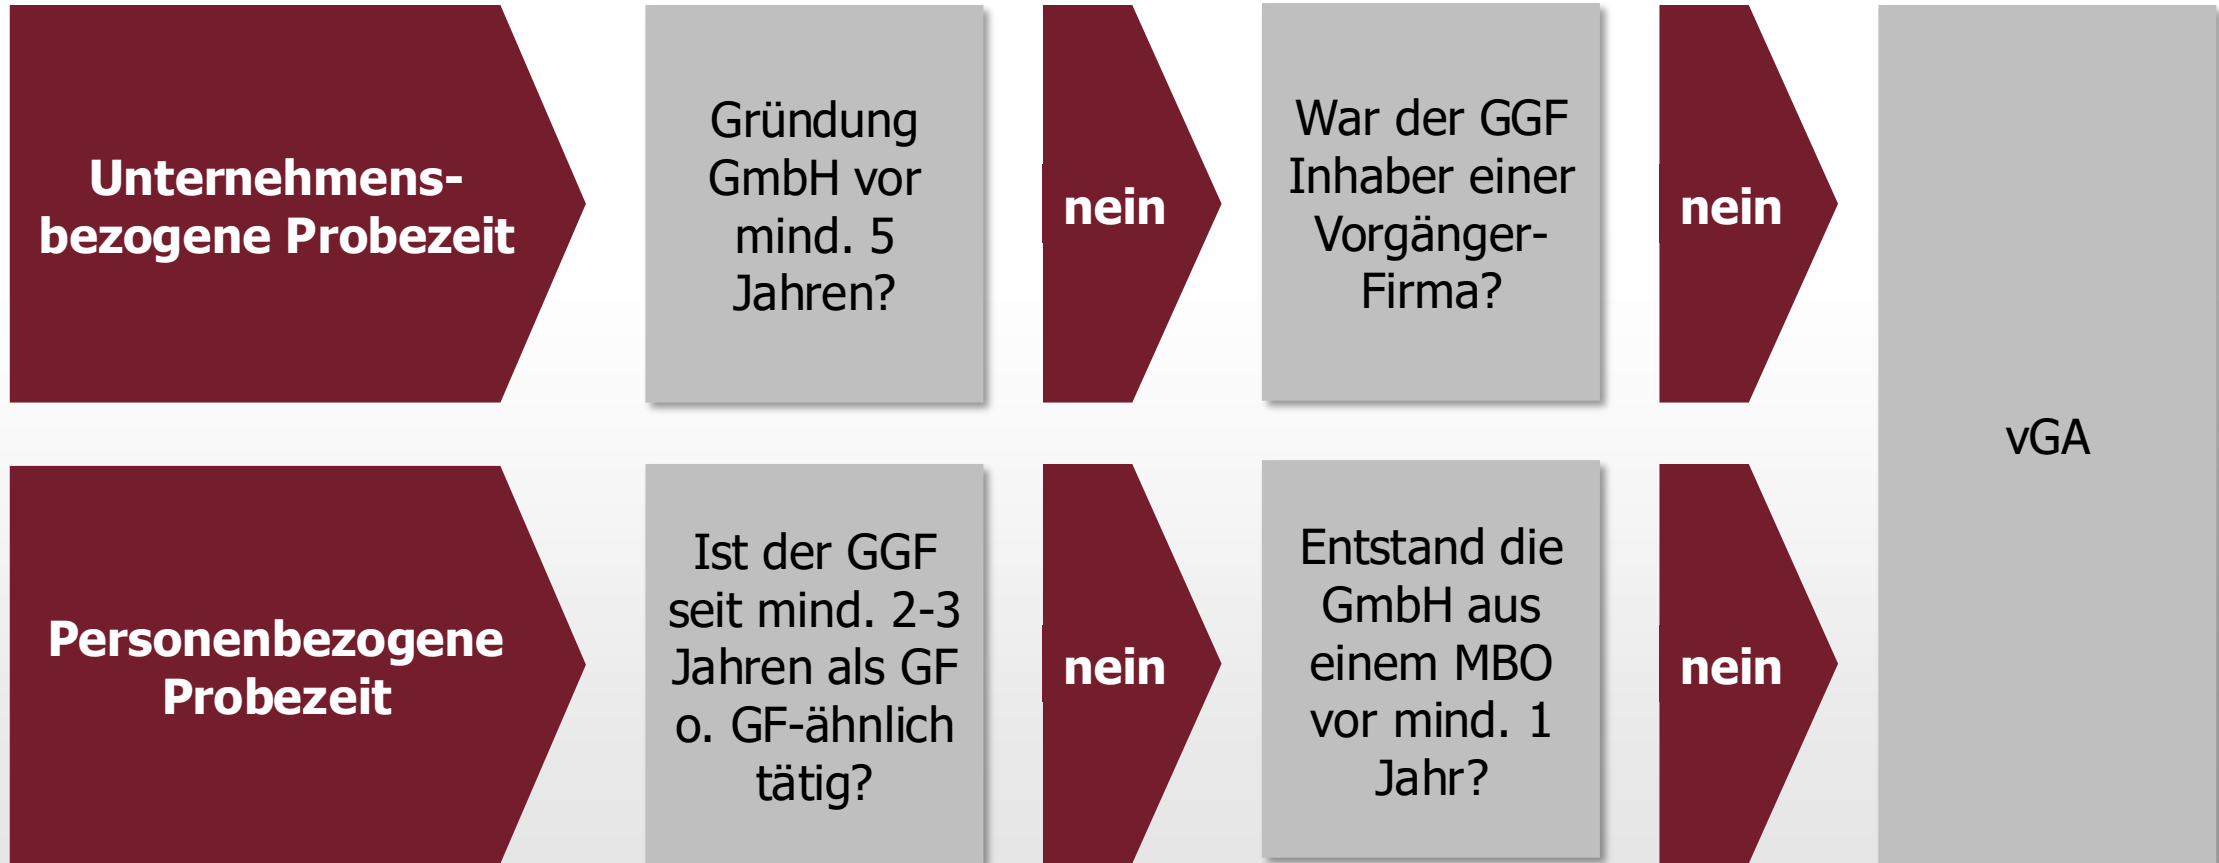 Unternehmens-
bezogene Probezeit
Gründung
GmbH vor
mind. 5
Jahren?
nein
War der GGF
Inhaber einer
Vorgänger-
Firma?
nein
vGA
Personenbezogene
Probezeit
Ist der GGF
seit mind. 2-3
Jahren als GF
o. GF-ähnlich
tätig?
nein
Entstand die
GmbH aus
einem MBO
vor mind. 1
Jahr?
nein